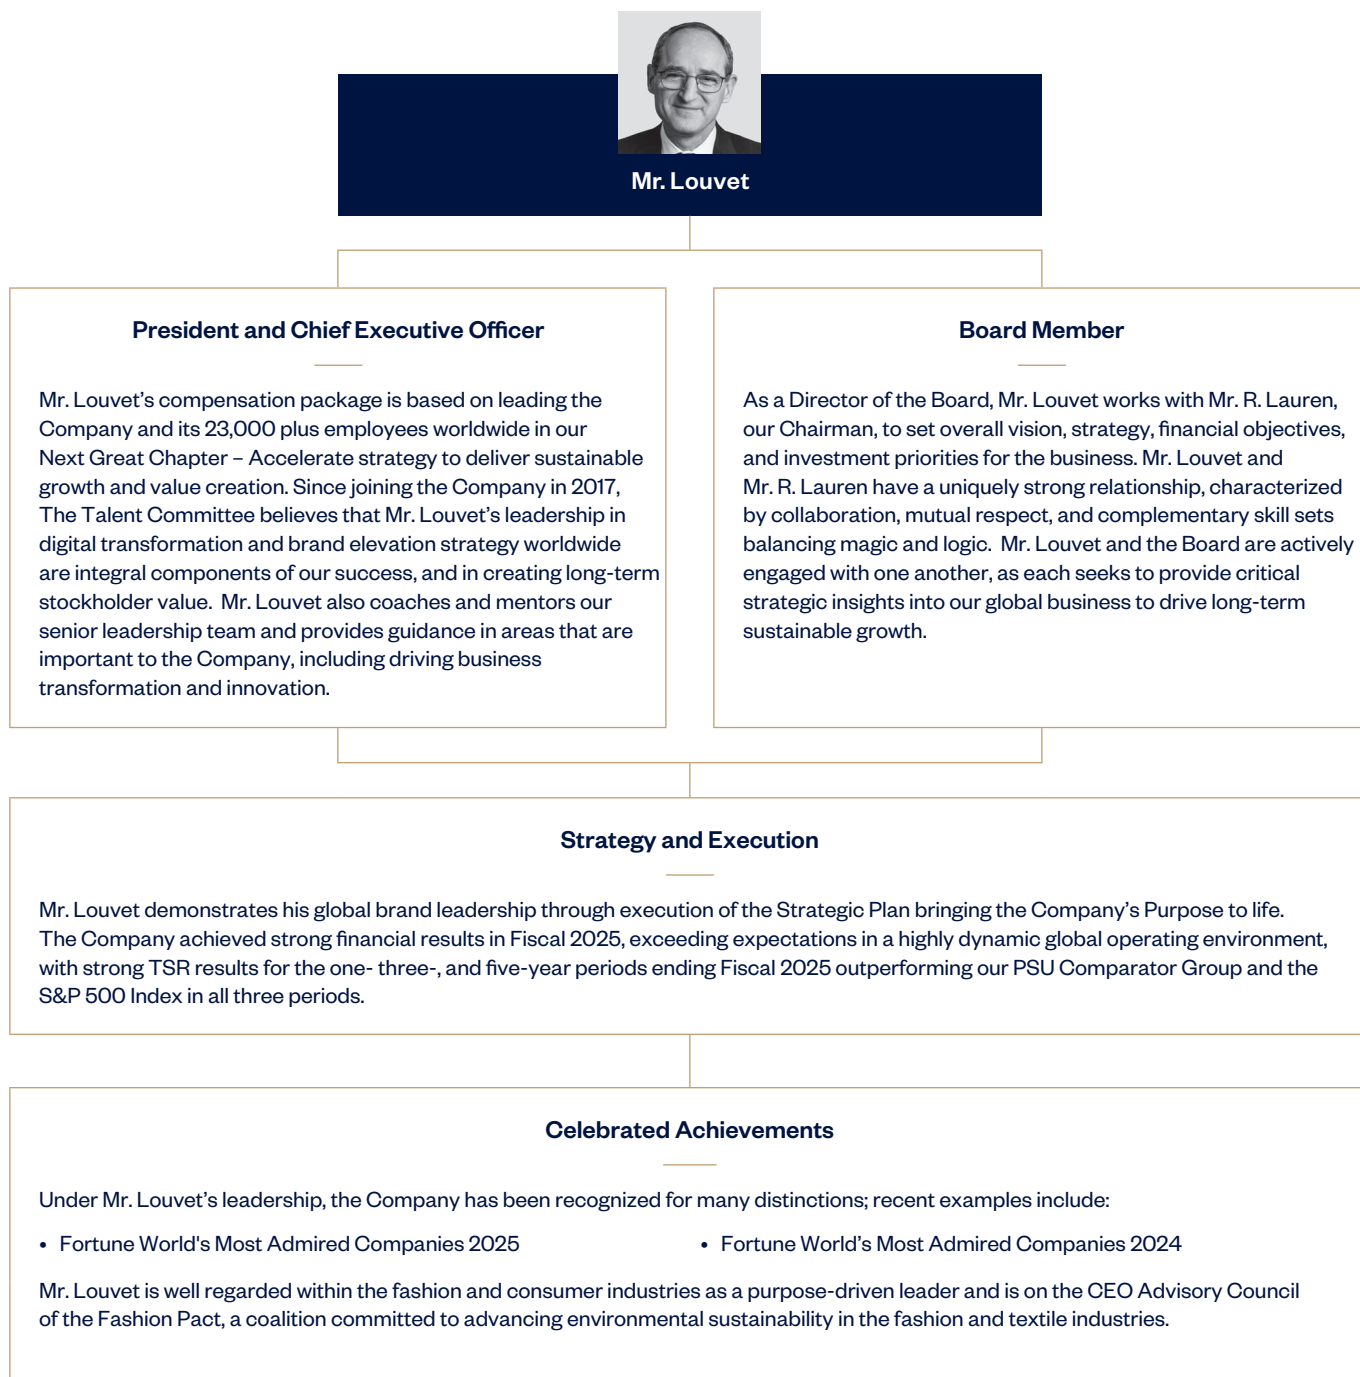 Mr. Louvet
President and Chief Executive Officer
Mr. Louvet’s compensation package is based on leading the
Company and its 23,000 plus employees worldwide in our
Next Great Chapter – Accelerate strategy to deliver sustainable
growth and value creation. Since joining the Company in 2017,
The Talent Committee believes that Mr. Louvet’s leadership in
digital transformation and brand elevation strategy worldwide
are integral components of our success, and in creating long-term
stockholder value.  Mr. Louvet also coaches and mentors our
senior leadership team and provides guidance in areas that are
important to the Company, including driving business
transformation and innovation.
Board Member
As a Director of the Board, Mr. Louvet works with Mr. R. Lauren,
our Chairman, to set overall vision, strategy, financial objectives,
and investment priorities for the business. Mr. Louvet and
Mr. R. Lauren have a uniquely strong relationship, characterized
by collaboration, mutual respect, and complementary skill sets
balancing magic and logic.  Mr. Louvet and the Board are actively
engaged with one another, as each seeks to provide critical
strategic insights into our global business to drive long-term
sustainable growth.
Strategy and Execution
Mr. Louvet demonstrates his global brand leadership through execution of the Strategic Plan bringing the Company’s Purpose to life.
The Company achieved strong financial results in Fiscal 2025, exceeding expectations in a highly dynamic global operating environment,
with strong TSR results for the one- three-, and five-year periods ending Fiscal 2025 outperforming our PSU Comparator Group and the
S&P 500 Index in all three periods.
Celebrated Achievements
Under Mr. Louvet’s leadership, the Company has been recognized for many distinctions; recent examples include:
• Fortune World's Most Admired Companies 2025
• Fortune World’s Most Admired Companies 2024
Mr. Louvet is well regarded within the fashion and consumer industries as a purpose-driven leader and is on the CEO Advisory Council
of the Fashion Pact, a coalition committed to advancing environmental sustainability in the fashion and textile industries.